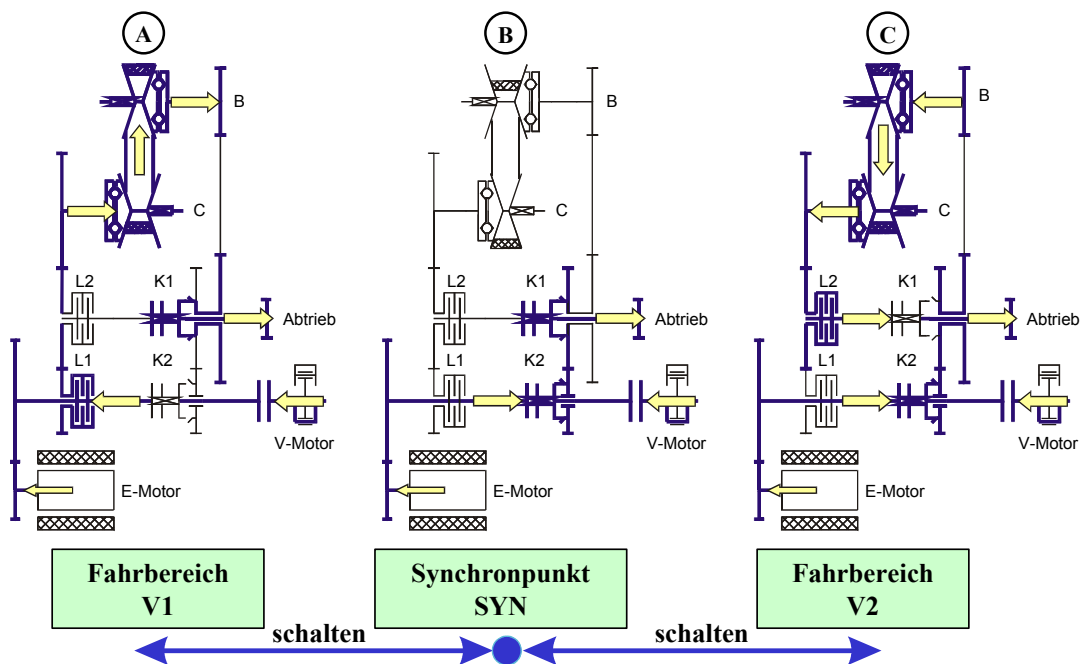 A
B
C
B
C
L2
K1
Abtrieb
L1
K2
V-Motor
E-Motor
B
C
L2
K1
Abtrieb
L1
K2
V-Motor
E-Motor
B
C
L2
K1
Abtrieb
L1
K2
V-Motor
E-Motor
Fahrbereich
V1
Synchronpunkt
SYN
Fahrbereich
V2
schalten
schalten